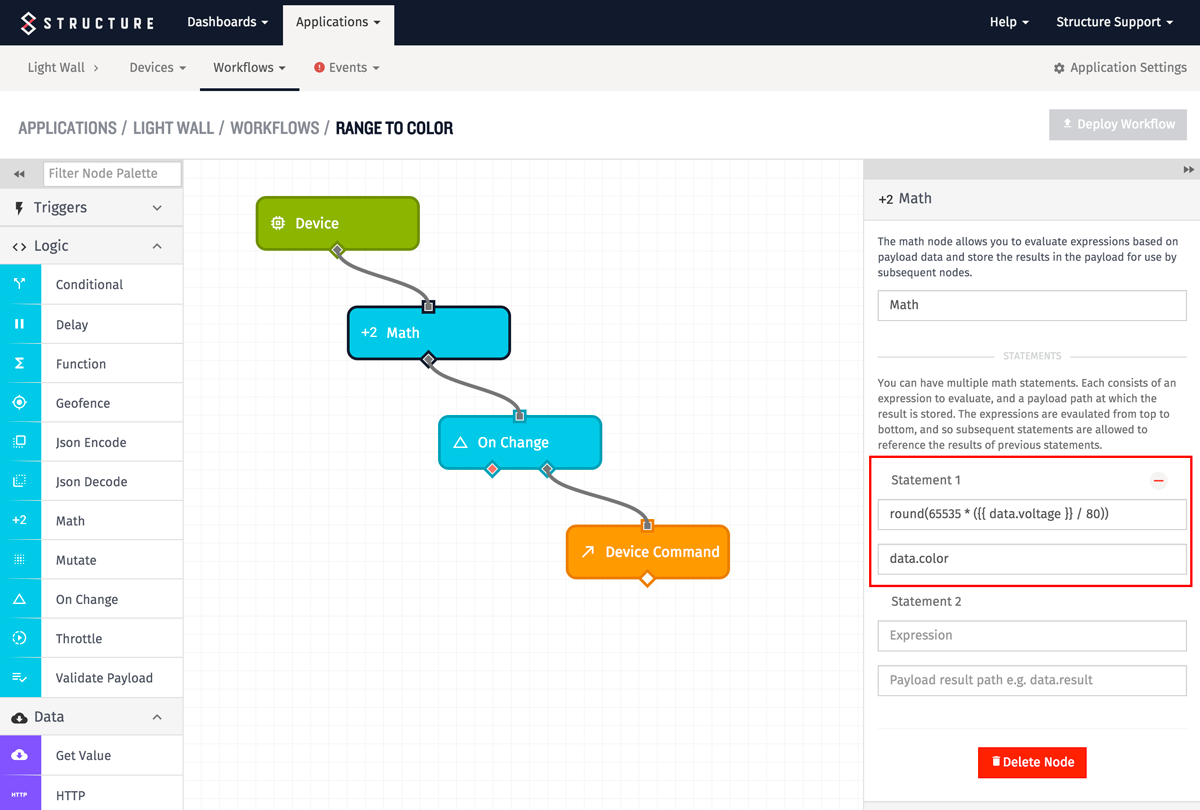 STRUCTURE
Dashboards
Applications
Help
Structure Support
Light Wall
Devices
Workflows
Events
Application Settings
APPLICATIONS / LIGHT WALL / WORKFLOWS / RANGE TO COLOR
Deploy Workflow
Filter Node Palette
Triggers
Logic
Conditional
Delay
Function
Geofence
Json Encode
Json Decode
+2 Math
Mutate
On Change
Throttle
Validate Payload
Data
Get Value
HTTP HTTP
Device
+2 Math
On Change
Device Command
+2 Math
The math node allows you to evaluate expressions based on
payload data and store the results in the payload for use by
subsequent nodes.
Math
STATEMENTS
You can have multiple math statements. Each consists of an
expression to evaluate, and a payload path at which the
result is stored. The expressions are evaulated from top to
bottom, and so subsequent statements are allowed to
reference the results of previous statements.
Statement 1
round(65535 * ({{ data.voltage }} / 80))
data.color
Statement 2
Expression
Payload result path e.g. data.result
Delete Node